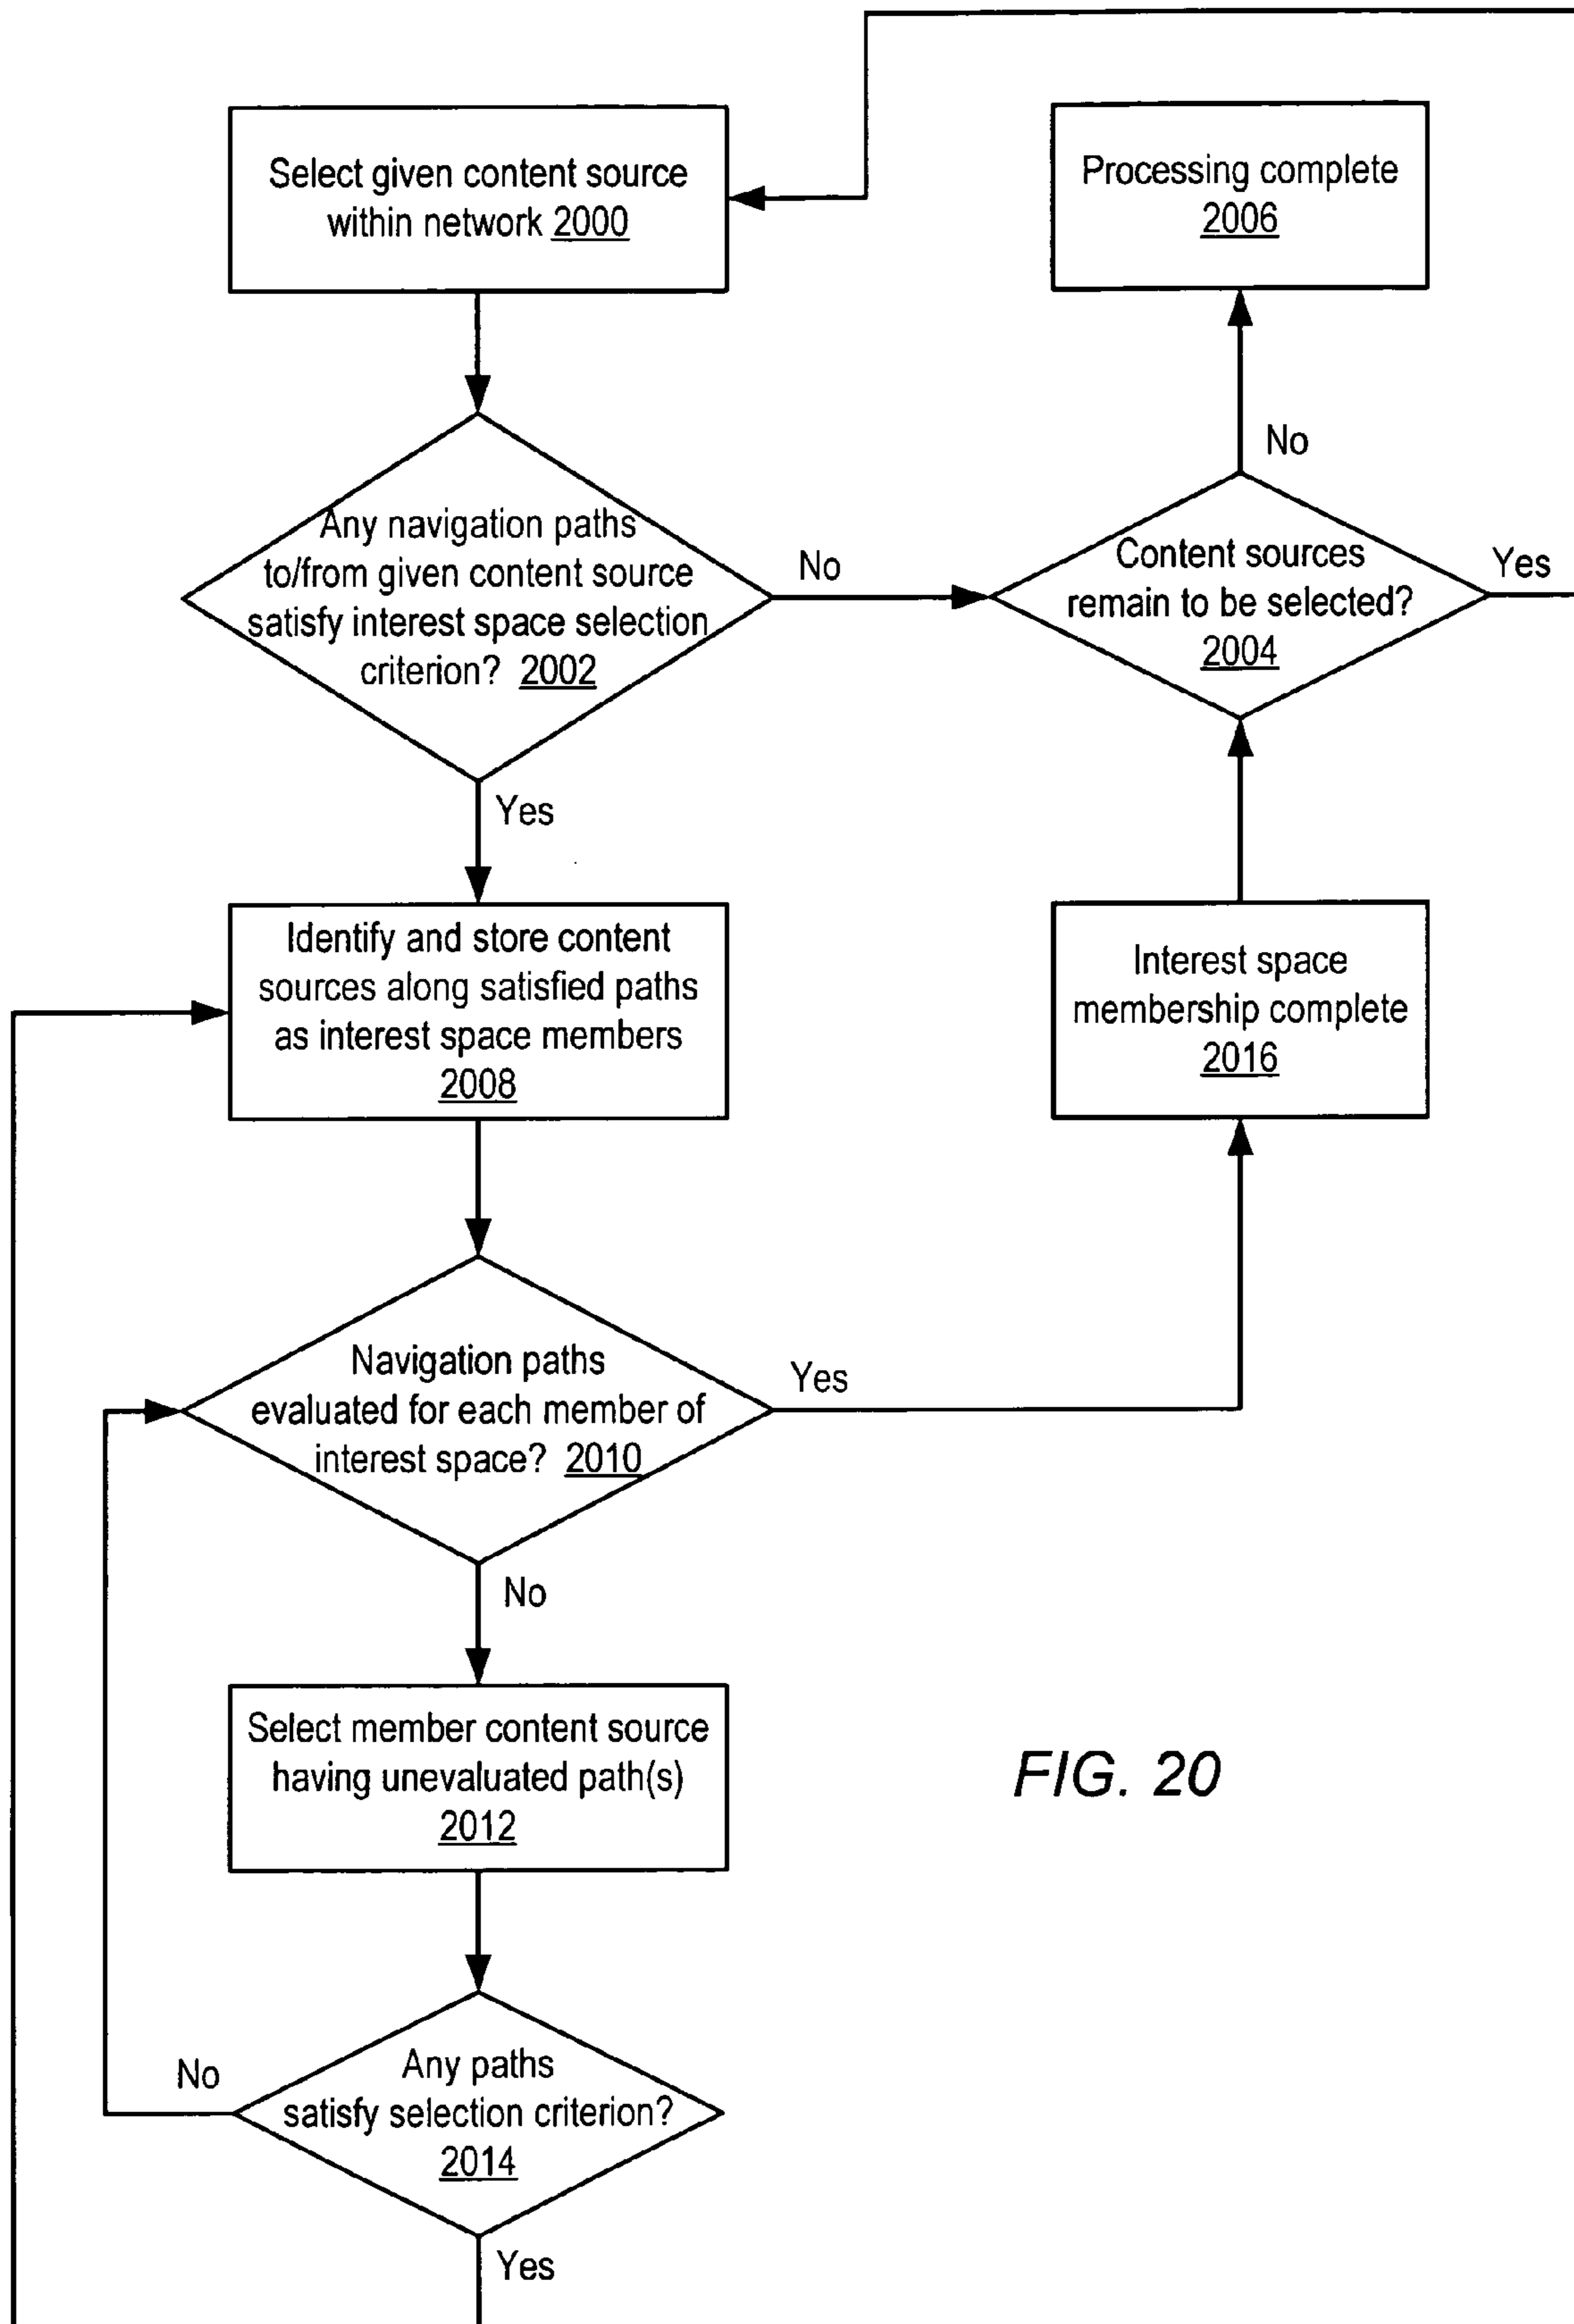 Select given content source
within network 2000
Processing complete
2006
No
Any navigation paths
to/from given content source
satisfy interest space selection
criterion? 2002
No
Content sources
remain to be selected?
2004
Yes
Yes
Identify and store content
sources along satisfied paths
as interest space members
2008
Interest space
membership complete
2016
Navigation paths
evaluated for each member of
interest space? 2010
Yes
No
Select member content source
having unevaluated path(s)
2012
FIG. 20
No
Any paths
satisfy selection criterion?
2014
Yes